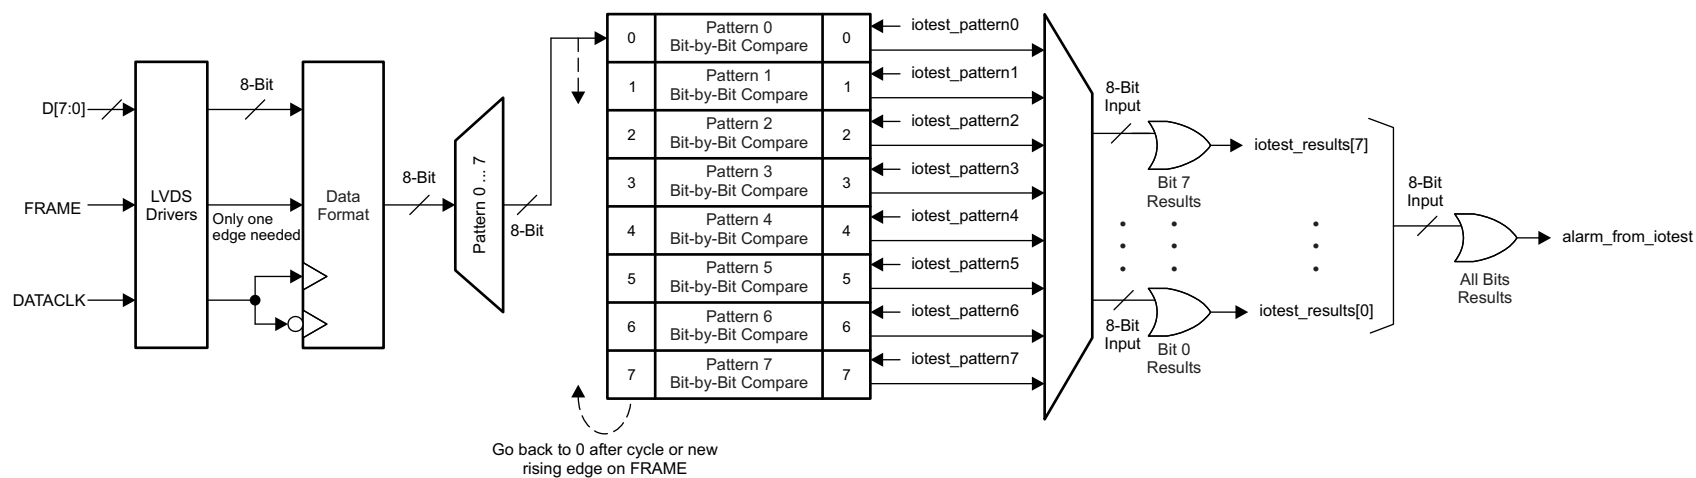 D[7:0]
FRAME
DATACLK
LVDS
Drivers
8-Bit
Only one
edge needed
Data
Format
8-Bit
Pattern 0 ... 7
8-Bit
0
Pattern 0
Bit-by-Bit Compare
0
iotest_pattern0
1
Pattern 1
Bit-by-Bit Compare
1
iotest_pattern1
2
Pattern 2
Bit-by-Bit Compare
2
iotest_pattern2
3
Pattern 3
Bit-by-Bit Compare
3
iotest_pattern3
4
Pattern 4
Bit-by-Bit Compare
4
iotest_pattern4
5
Pattern 5
Bit-by-Bit Compare
5
iotest_pattern5
6
Pattern 6
Bit-by-Bit Compare
6
iotest_pattern6
7
Pattern 7
Bit-by-Bit Compare
7
iotest_pattern7
Go back to 0 after cycle or new
rising edge on FRAME
8-Bit
Input
Bit 7
Results
iotest_results[7]
8-Bit
Input
Bit 0
Results
iotest_results[0]
8-Bit
Input
All Bits
Results
alarm_from_iotest